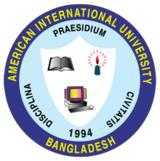 AMERICAN INTERNATIONAL UNIVERSITY
PRAESIDIUM
DISCIPLINA
CIVITATIS
1994
BANGLADESH